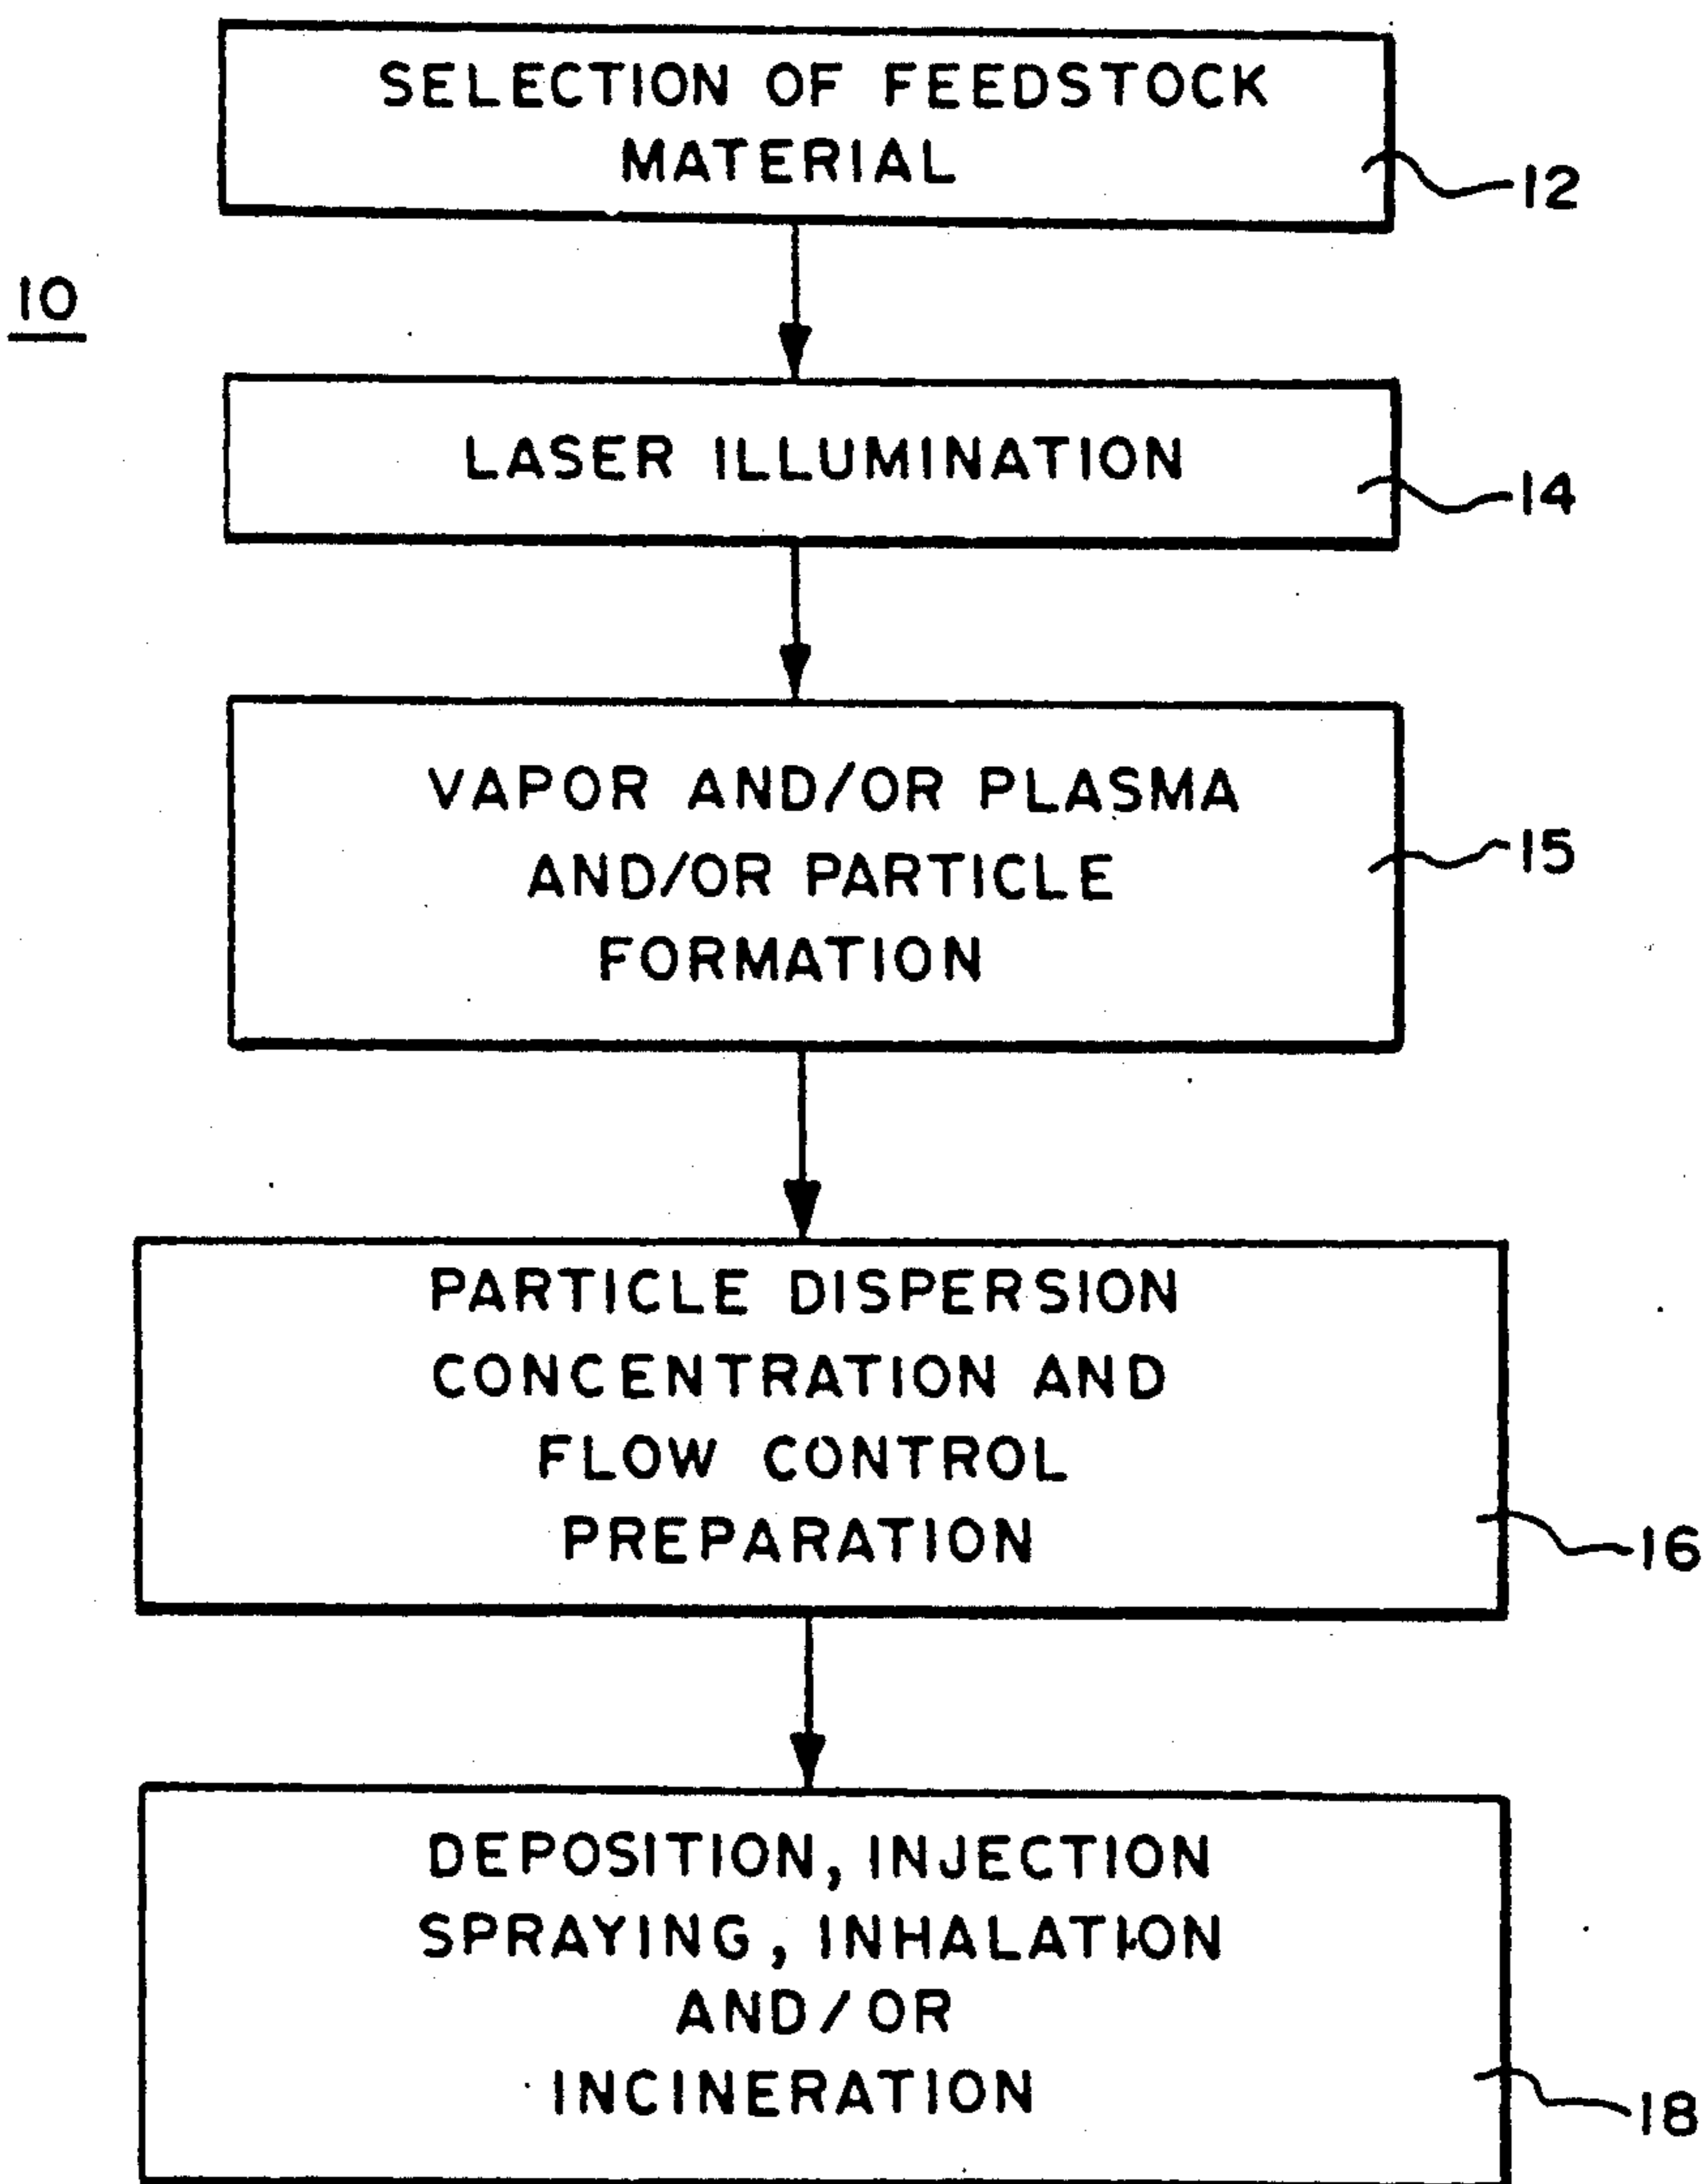 SELECTION OF FEEDSTOCK
MATERIAL
12
10
LASER ILLUMINATION
14
VAPOR AND/OR PLASMA
AND/OR PARTICLE
FORMATION
15
PARTICLE DISPERSION
CONCENTRATION AND
FLOW CONTROL
PREPARATION
16
DEPOSITION, INJECTION
SPRAYING, INHALATION
AND/OR
INCINERATION
18